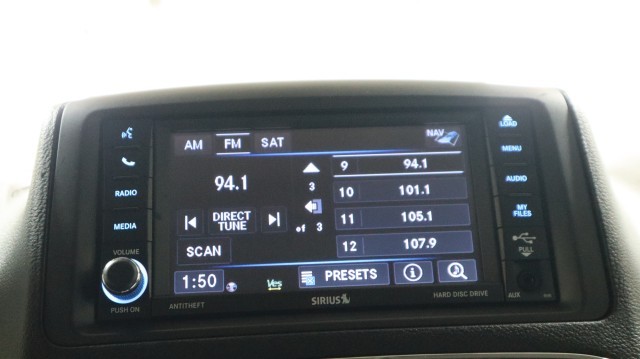 AM FM SAT NAV
94.1
3
of 3
DIRECT
TUNE
SCAN
9 94.1
10 101.1
11 105.1
12 107.9
1:50 Yes PRESETS
RADIO
MEDIA
VOLUME
PUSH ON
ANTITHEFT
SIRIUS
HARD DISC DRIVE
LOAD
MENU
AUDIO
MY
FILES
PULL
AUX